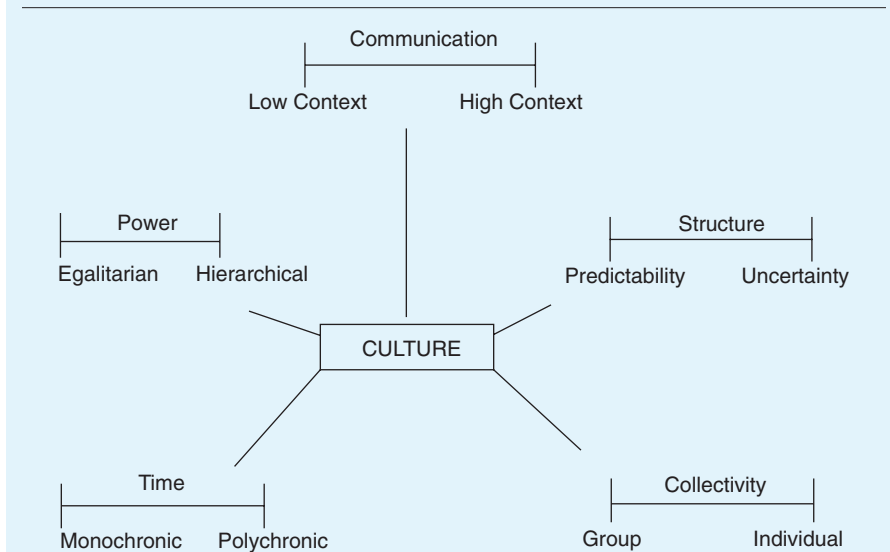 Communication
Low Context High Context
Power
Egalitarian Hierarchical
Structure
Predictability Uncertainty
CULTURE
Time
Monochronic Polychronic
Collectivity
Group Individual